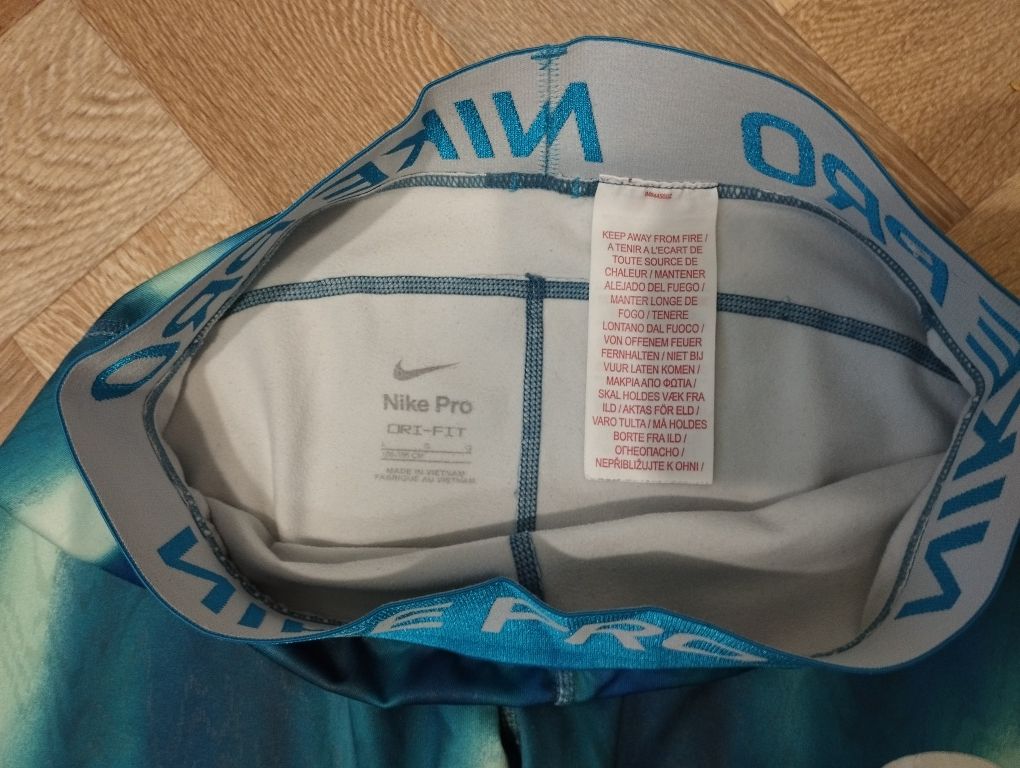 NIKE PRO
KEEP AWAY FROM FIRE /
A TENIR A L'ECART DE
TOUTE SOURCE DE
CHALEUR / MANTENER
ALEJADO DEL FUEGO /
MANTER LONGE DE
FOGO / TENERE
LONTANO DAL FUOCO /
VON OFFENEM FEUER
FERNHALTEN / NIET BIJ
VUUR LATEN KOMEN /
ΜΑΚΡΙΑ ΑΠΟ ΦΩΤΙΑ /
SKAL HOLDES VÆK FRA
ILD / AKTAS FÖR ELD /
VARO TULTA / MÅ HOLDES
BORTE FRA ILD /
ОГНЕОПАСНО /
NEPŘIBLIŽUJTE K OHNI /
Nike Pro
DRI-FIT
MADE IN VIETNAM
FABRIQUÉ AU VIETNAM
NIKE PRO